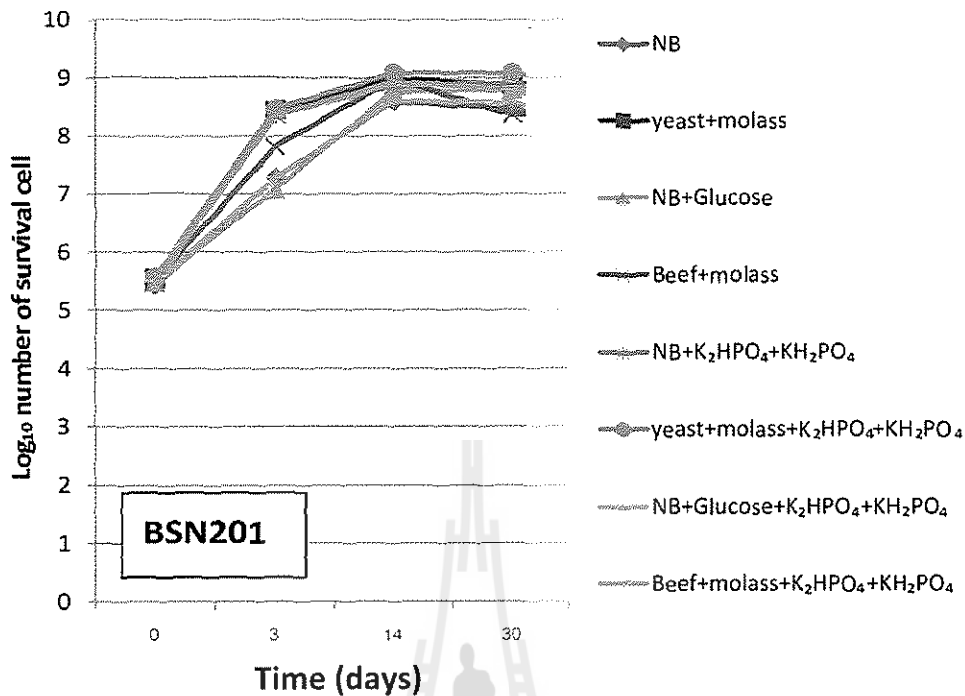 10
9
8
7
6
5
4
3
2
1
0
Log₁₀ number of survival cell
BSN201
0 3 14 30
Time (days)
NB
yeast+molass
NB+Glucose
Beef+molass
NB+K₂HPO₄+KH₂PO₄
yeast+molass+K₂HPO₄+KH₂PO₄
NB+Glucose+K₂HPO₄+KH₂PO₄
Beef+molass+K₂HPO₄+KH₂PO₄